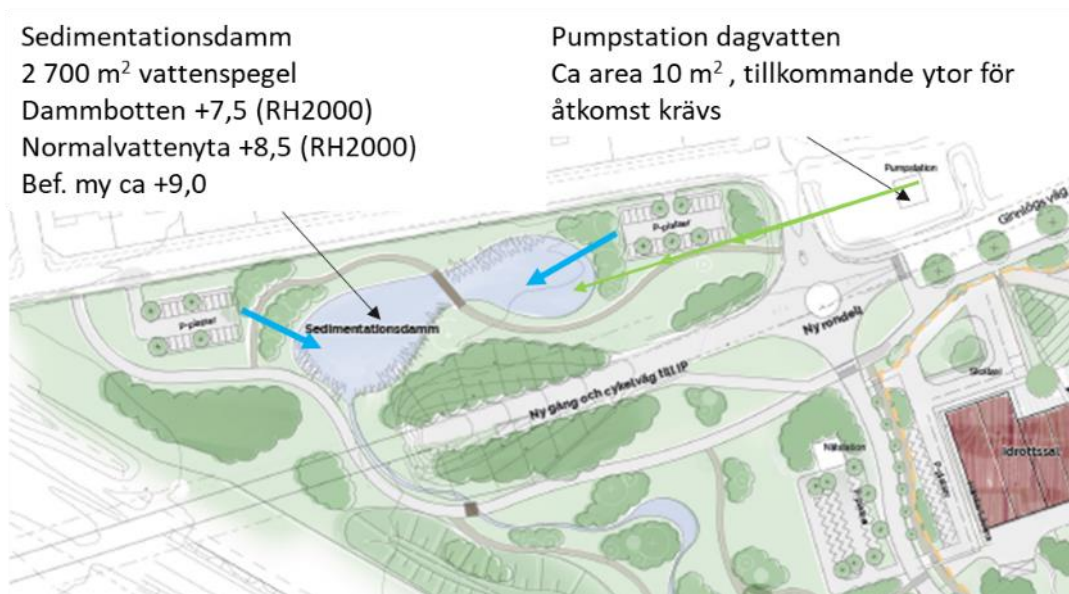 Sedimentationsdamm
2 700 m² vattenspegel
Dammbotten +7,5 (RH2000)
Normalvattenyta +8,5 (RH2000)
Bef. my ca +9,0
Pumpstation dagvatten
Ca area 10 m² , tillkommande ytor för
åtkomst krävs
Pumpstation
Ginnlögs väg
P-platser
P-platser
Sedimentationsdamm
Ny rondell
Ny gång och cykelväg till IP
Nätstation
Idrottssal